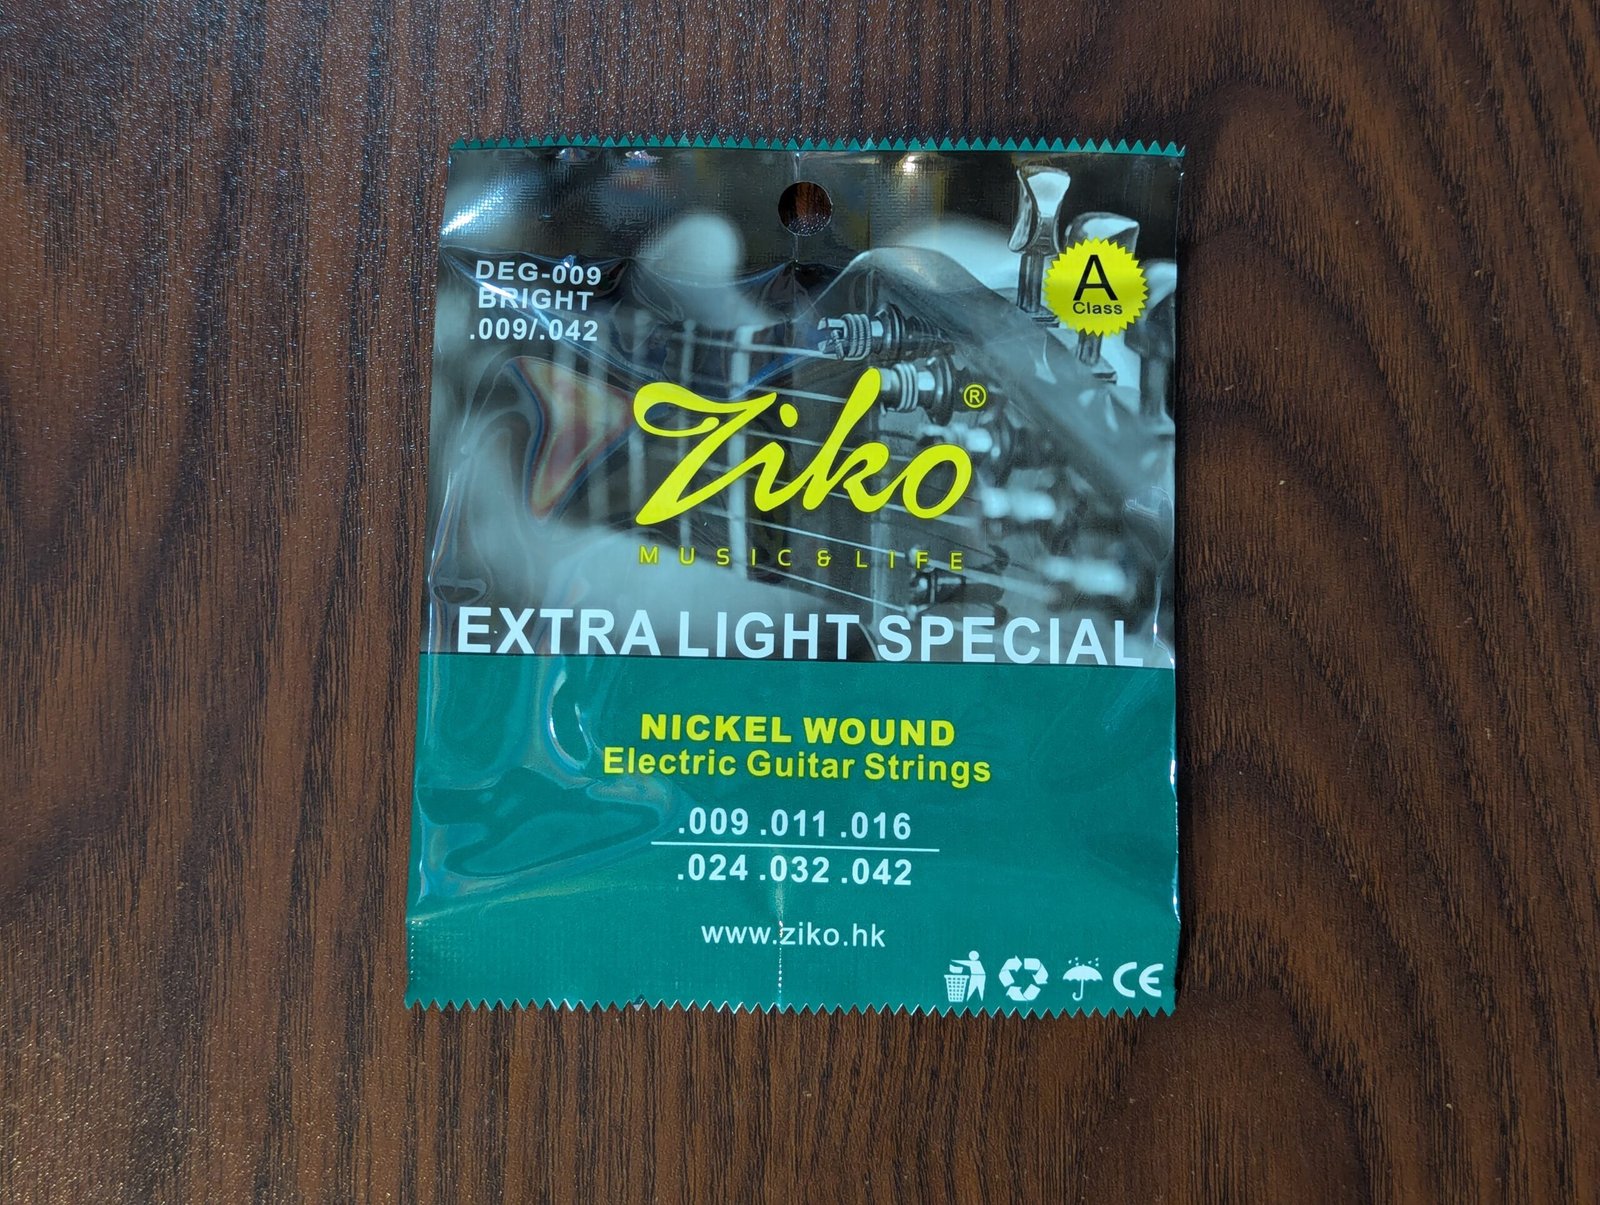 DEG-009
BRIGHT
.009/.042
A
Class
Ziko®
MUSIC & LIFE
EXTRA LIGHT SPECIAL
NICKEL WOUND
Electric Guitar Strings
.009 .011 .016
.024 .032 .042
www.ziko.hk
CE